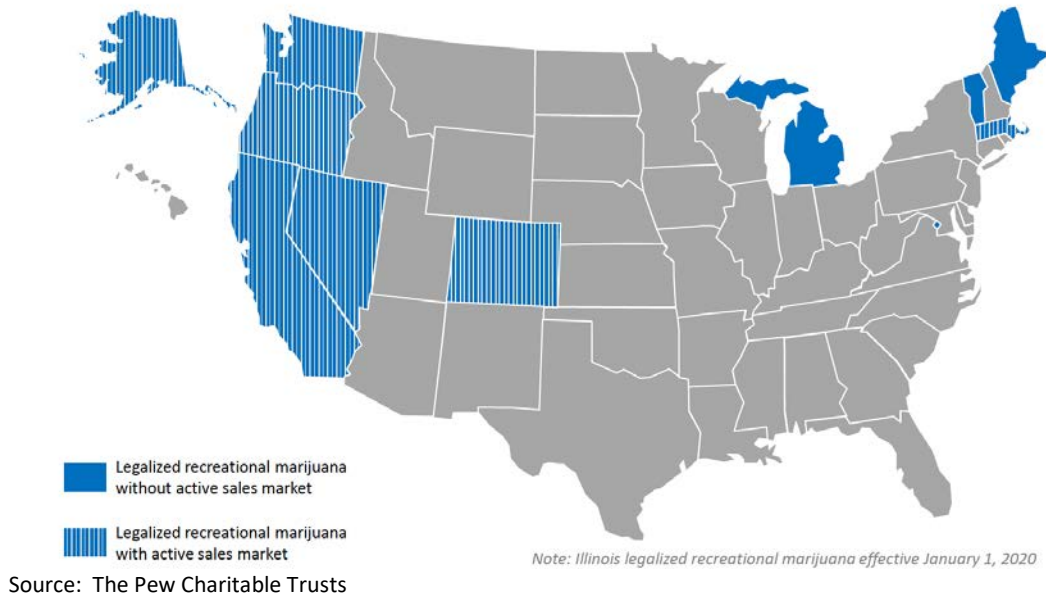 Legalized recreational marijuana
without active sales market
Legalized recreational marijuana
with active sales market
Note: Illinois legalized recreational marijuana effective January 1, 2020
Source: The Pew Charitable Trusts